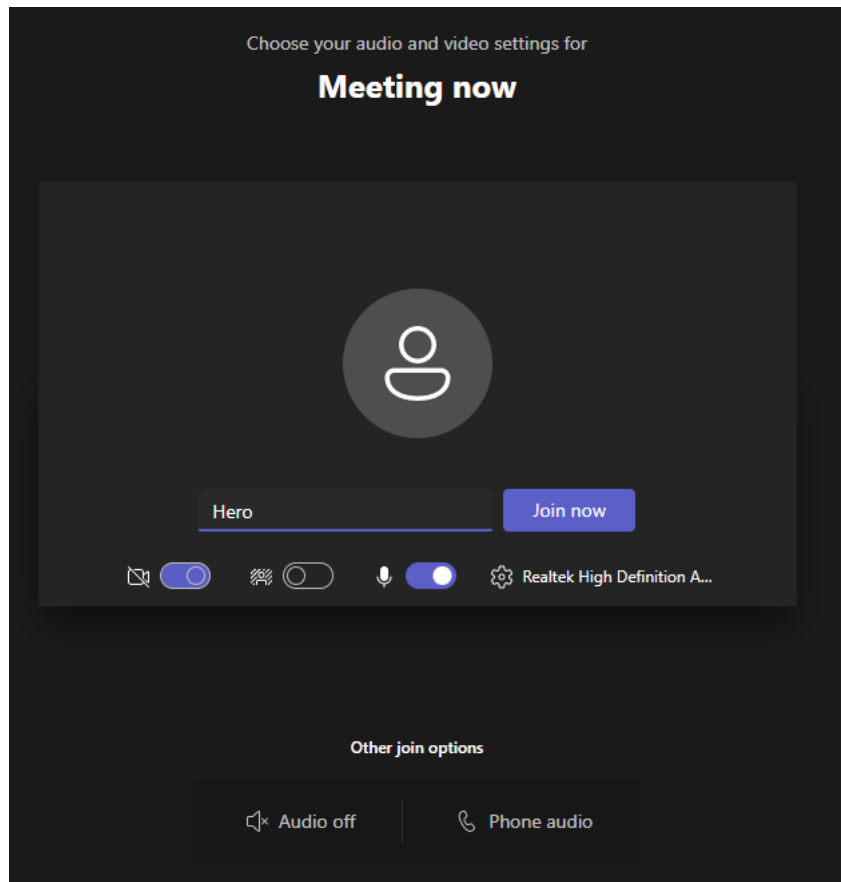 Choose your audio and video settings for
Meeting now
Hero
Join now
Realtek High Definition A...
Other join options
Audio off
Phone audio